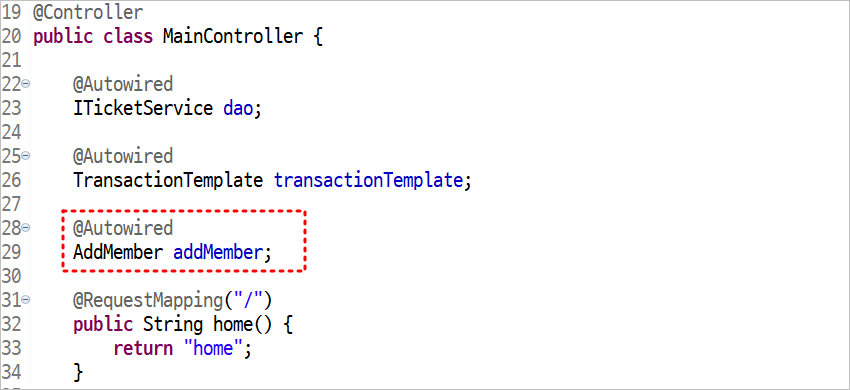 19 @Controller
20 public class MainController {
21
22 @Autowired
23 ITicketService dao;
24
25 @Autowired
26 TransactionTemplate transactionTemplate;
27
28 @Autowired
29 AddMember addMember;
30
31 @RequestMapping("/")
32 public String home() {
33 return "home";
34 }